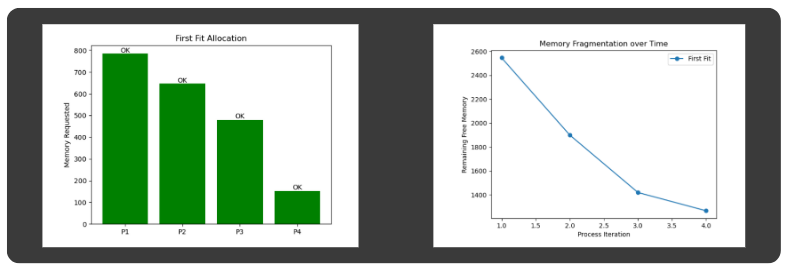 First Fit Allocation
Memory Requested
800
700
600
500
400
300
200
100
0
OK
OK
OK
OK
P1 P2 P3 P4
Memory Fragmentation over Time
First Fit
Remaining Free Memory
2600
2400
2200
2000
1800
1600
1400
1.0 1.5 2.0 2.5 3.0 3.5 4.0
Process Iteration